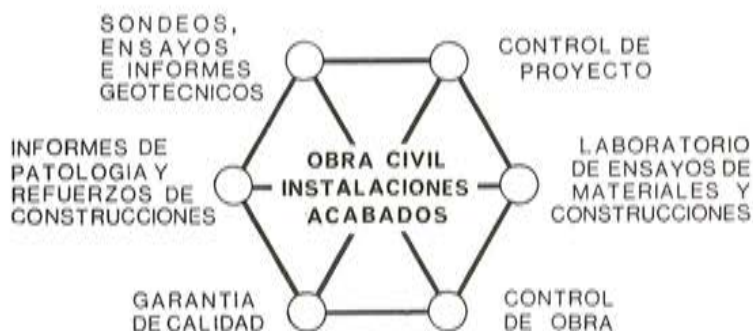 SONDEOS,
ENSAYOS
E INFORMES
GEOTECNICOS
CONTROL DE
PROYECTO
INFORMES DE
PATOLOGIA Y
REFUERZOS DE
CONSTRUCCIONES
OBRA CIVIL
INSTALACIONES
ACABADOS
LABORATORIO
DE ENSAYOS DE
MATERIALES Y
CONSTRUCCIONES
GARANTIA
DE CALIDAD
CONTROL
DE OBRA